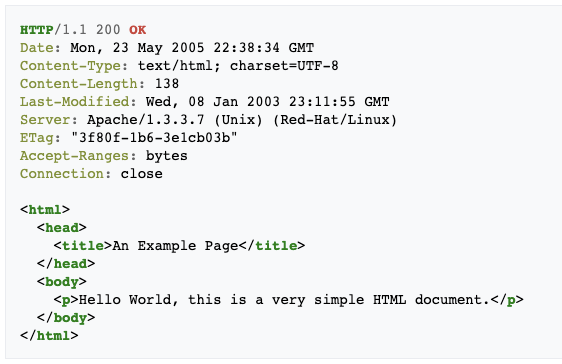 HTTP/1.1 200 OK
Date: Mon, 23 May 2005 22:38:34 GMT
Content-Type: text/html; charset=UTF-8
Content-Length: 138
Last-Modified: Wed, 08 Jan 2003 23:11:55 GMT
Server: Apache/1.3.3.7 (Unix) (Red-Hat/Linux)
ETag: "3f80f-1b6-3e1cb03b"
Accept-Ranges: bytes
Connection: close

<html>
  <head>
    <title>An Example Page</title>
  </head>
  <body>
    <p>Hello World, this is a very simple HTML document.</p>
  </body>
</html>